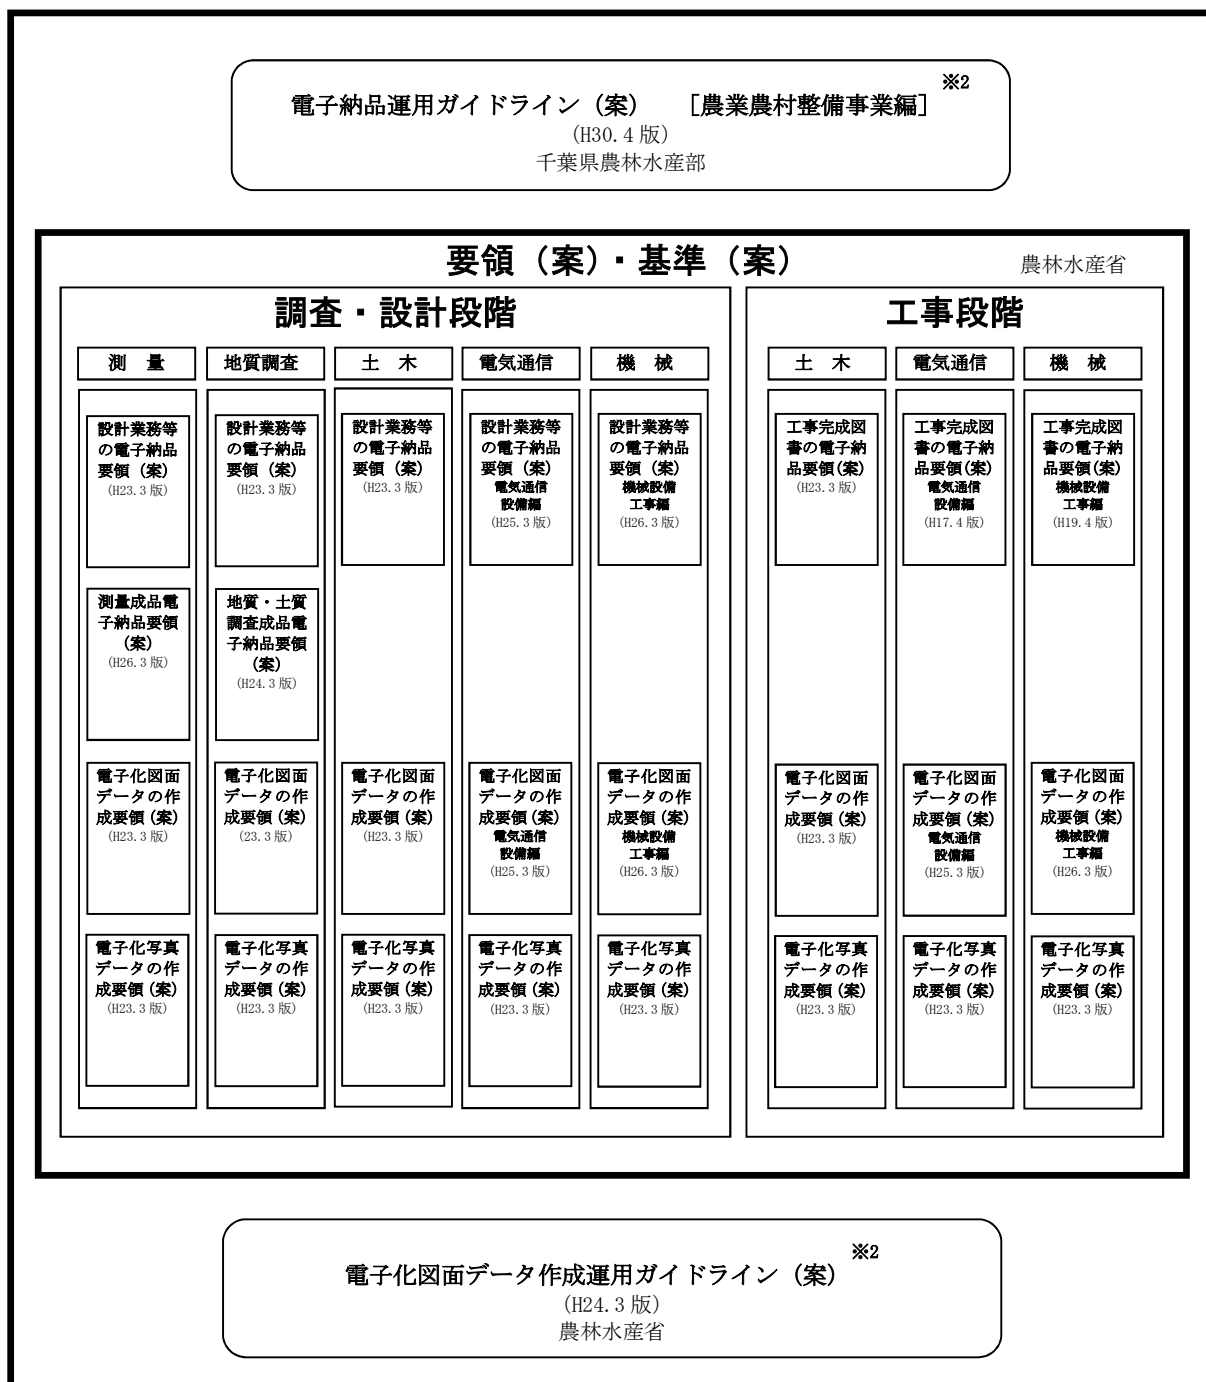 ※2
電子納品運用ガイドライン（案）　［農業農村整備事業編］
(H30.4 版)
千葉県農林水産部
要領（案）・基準（案）
農林水産省
調査・設計段階
測　量
設計業務等
の電子納品
要領（案）
(H23.3 版)
測量成品電
子納品要領
（案）
(H26.3 版)
電子化図面
データの作
成要領(案)
(H23.3 版)
電子化写真
データの作
成要領(案)
(H23.3 版)
地質調査
設計業務等
の電子納品
要領（案）
(H23.3 版)
地質・土質
調査成品電
子納品要領
（案）
(H24.3 版)
電子化図面
データの作
成要領(案)
(23.3 版)
電子化写真
データの作
成要領(案)
(H23.3 版)
土　木
設計業務等
の電子納品
要領（案）
(H23.3 版)
電子化図面
データの作
成要領(案)
(H23.3 版)
電子化写真
データの作
成要領(案)
(H23.3 版)
電気通信
設計業務等
の電子納品
要領（案）
電気通信
設備編
(H25.3 版)
電子化図面
データの作
成要領(案)
電気通信
設備編
(H25.3 版)
電子化写真
データの作
成要領(案)
(H23.3 版)
機　械
設計業務等
の電子納品
要領（案）
機械設備
工事編
(H26.3 版)
電子化図面
データの作
成要領(案)
機械設備
工事編
(H26.3 版)
電子化写真
データの作
成要領(案)
(H23.3 版)
工事段階
土　木
工事完成図
書の電子納
品要領(案)
(H23.3 版)
電子化図面
データの作
成要領(案)
(H23.3 版)
電子化写真
データの作
成要領(案)
(H23.3 版)
電気通信
工事完成図
書の電子納
品要領(案)
電気通信
設備編
(H17.4 版)
電子化図面
データの作
成要領(案)
電気通信
設備編
(H25.3 版)
電子化写真
データの作
成要領(案)
(H23.3 版)
機　械
工事完成図
書の電子納
品要領(案)
機械設備
工事編
(H19.4 版)
電子化図面
データの作
成要領(案)
機械設備
工事編
(H26.3 版)
電子化写真
データの作
成要領(案)
(H23.3 版)
※2
電子化図面データ作成運用ガイドライン（案）
(H24.3 版)
農林水産省